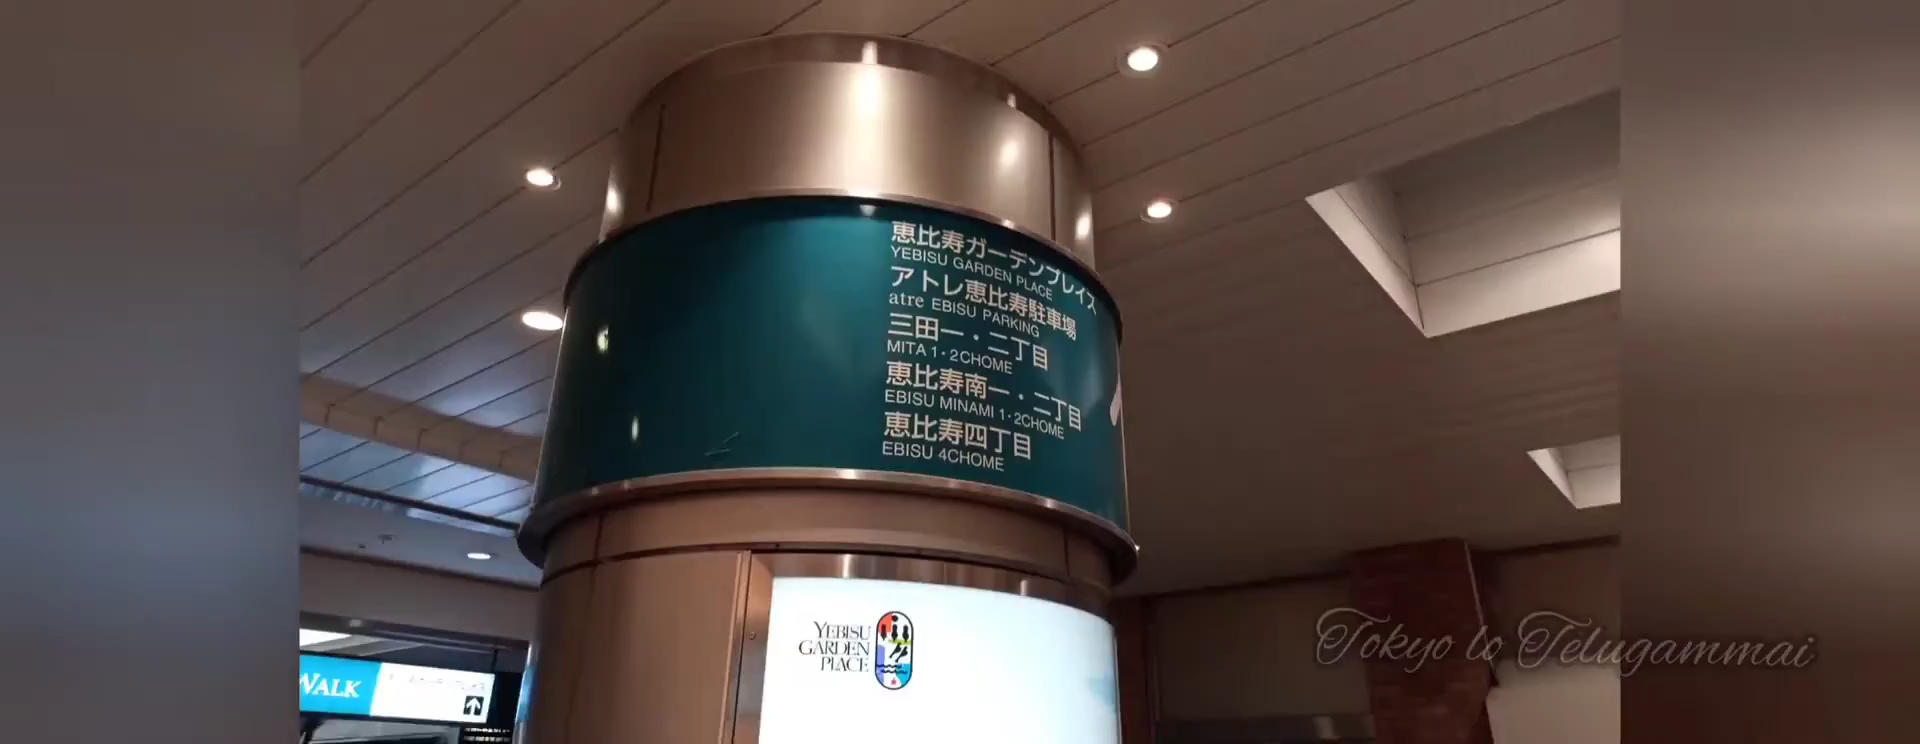 恵比寿ガーデンプレイス
YEBISU GARDEN PLACE
アトレ恵比寿駐車場
atre EBISU PARKING
三田一・二丁目
MITA 1・2CHOME
恵比寿南一・二丁目
EBISU MINAMI 1・2CHOME
恵比寿四丁目
EBISU 4CHOME
YEBISU
GARDEN
PLACE
WALK
Tokyo lo Telugammai